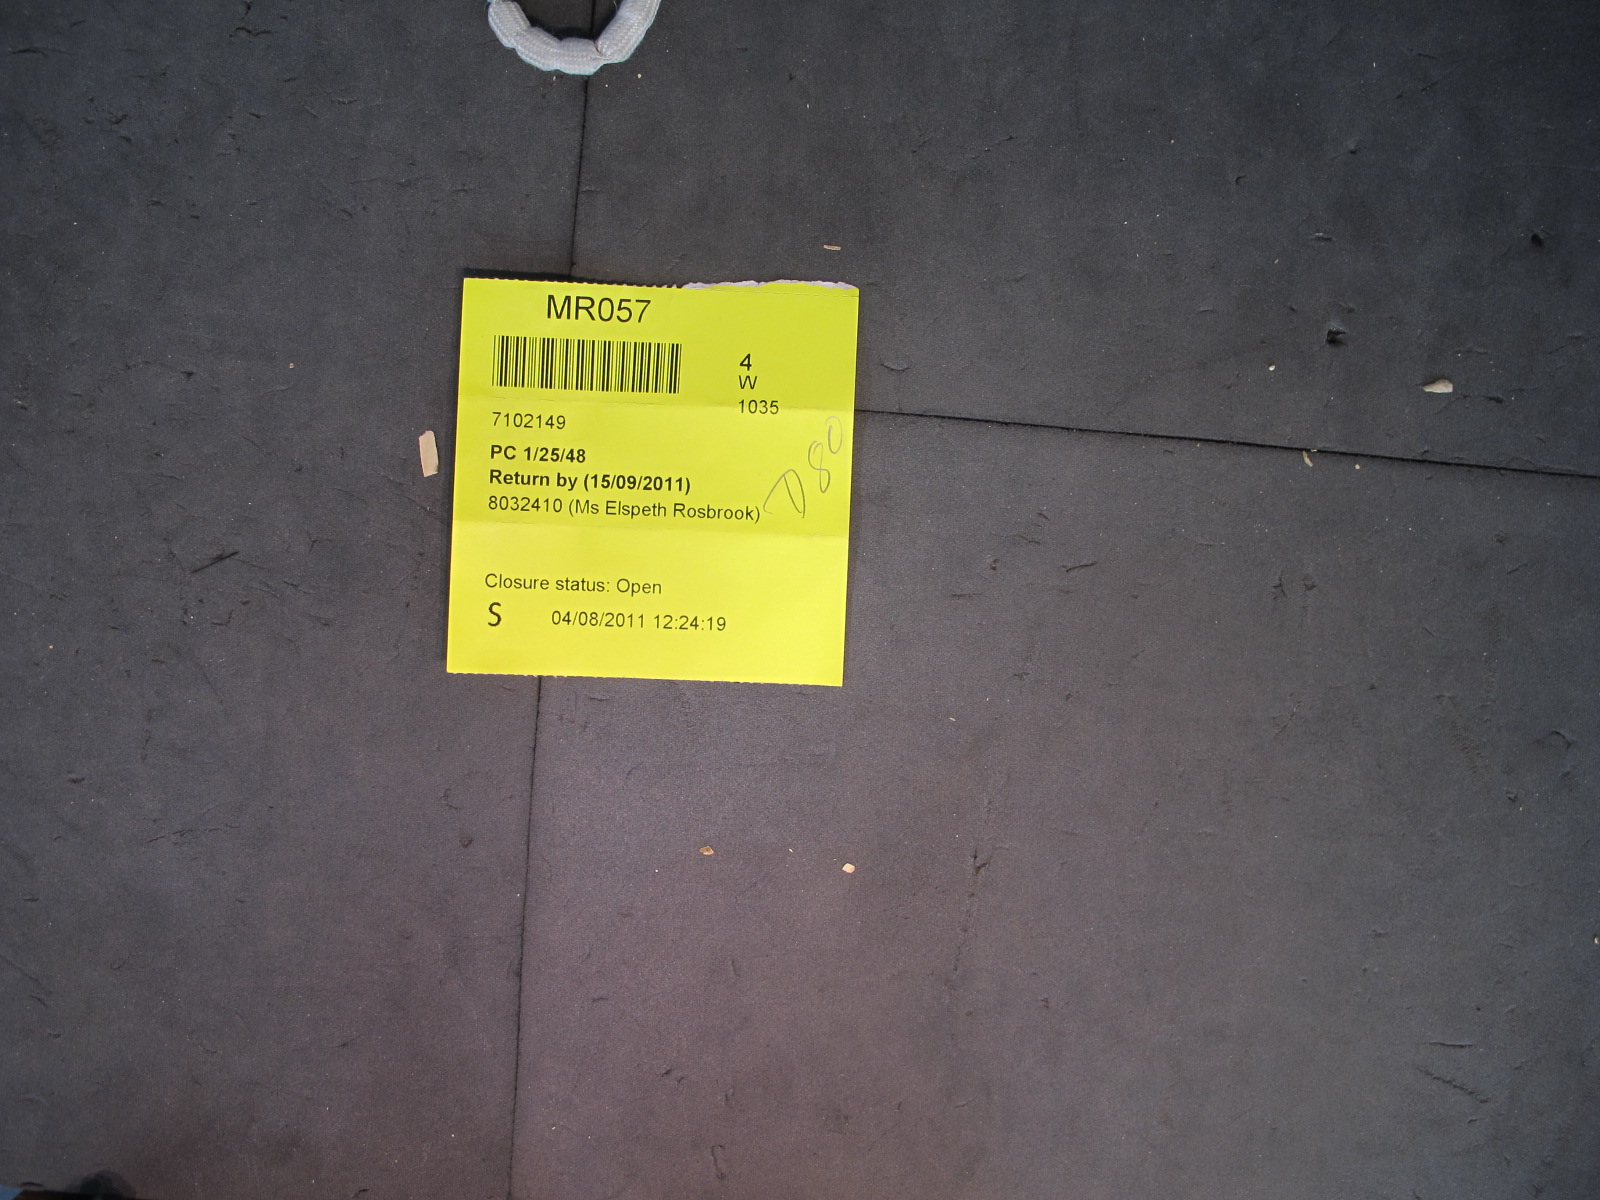 MR057
4
W
1035
7102149
PC 1/25/48
Return by (15/09/2011)
8032410 (Ms Elspeth Rosbrook)
D80
Closure status: Open
S 04/08/2011 12:24:19